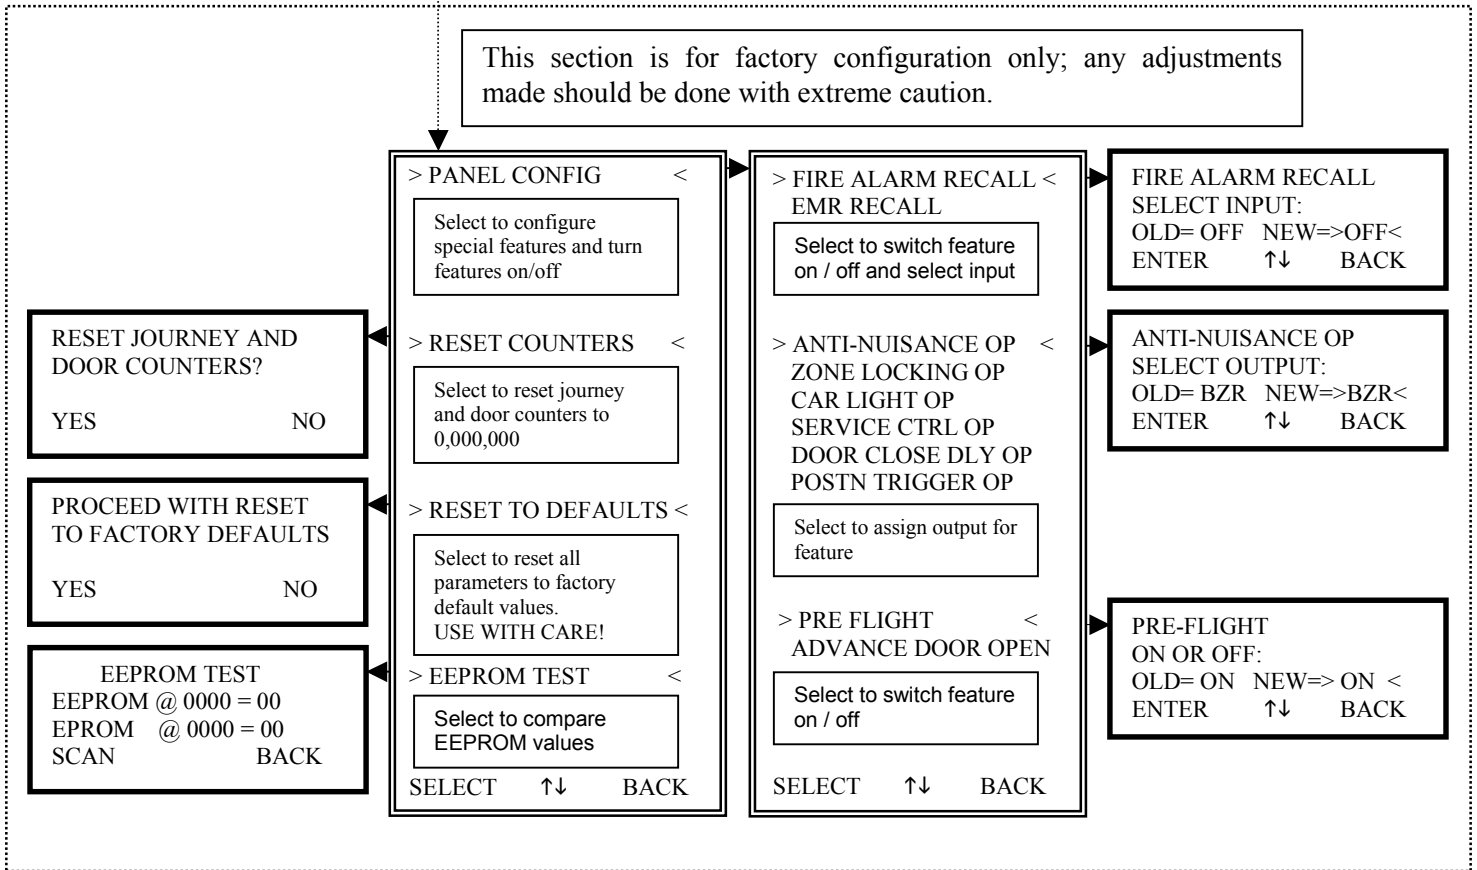 This section is for factory configuration only; any adjustments
made should be done with extreme caution.
> PANEL CONFIG <
Select to configure
special features and turn
features on/off
> RESET COUNTERS <
Select to reset journey
and door counters to
0,000,000
> RESET TO DEFAULTS <
Select to reset all
parameters to factory
default values.
USE WITH CARE!
> EEPROM TEST <
Select to compare
EEPROM values
SELECT ↑↓ BACK
RESET JOURNEY AND
DOOR COUNTERS?
YES NO
PROCEED WITH RESET
TO FACTORY DEFAULTS
YES NO
EEPROM TEST
EEPROM @ 0000 = 00
EPROM @ 0000 = 00
SCAN BACK
> FIRE ALARM RECALL <
EMR RECALL
Select to switch feature
on / off and select input
> ANTI-NUISANCE OP <
ZONE LOCKING OP
CAR LIGHT OP
SERVICE CTRL OP
DOOR CLOSE DLY OP
POSTN TRIGGER OP
Select to assign output for
feature
> PRE FLIGHT <
ADVANCE DOOR OPEN
Select to switch feature
on / off
SELECT ↑↓ BACK
FIRE ALARM RECALL
SELECT INPUT:
OLD= OFF NEW=>OFF<
ENTER ↑↓ BACK
ANTI-NUISANCE OP
SELECT OUTPUT:
OLD= BZR NEW=>BZR<
ENTER ↑↓ BACK
PRE-FLIGHT
ON OR OFF:
OLD= ON NEW=> ON <
ENTER ↑↓ BACK